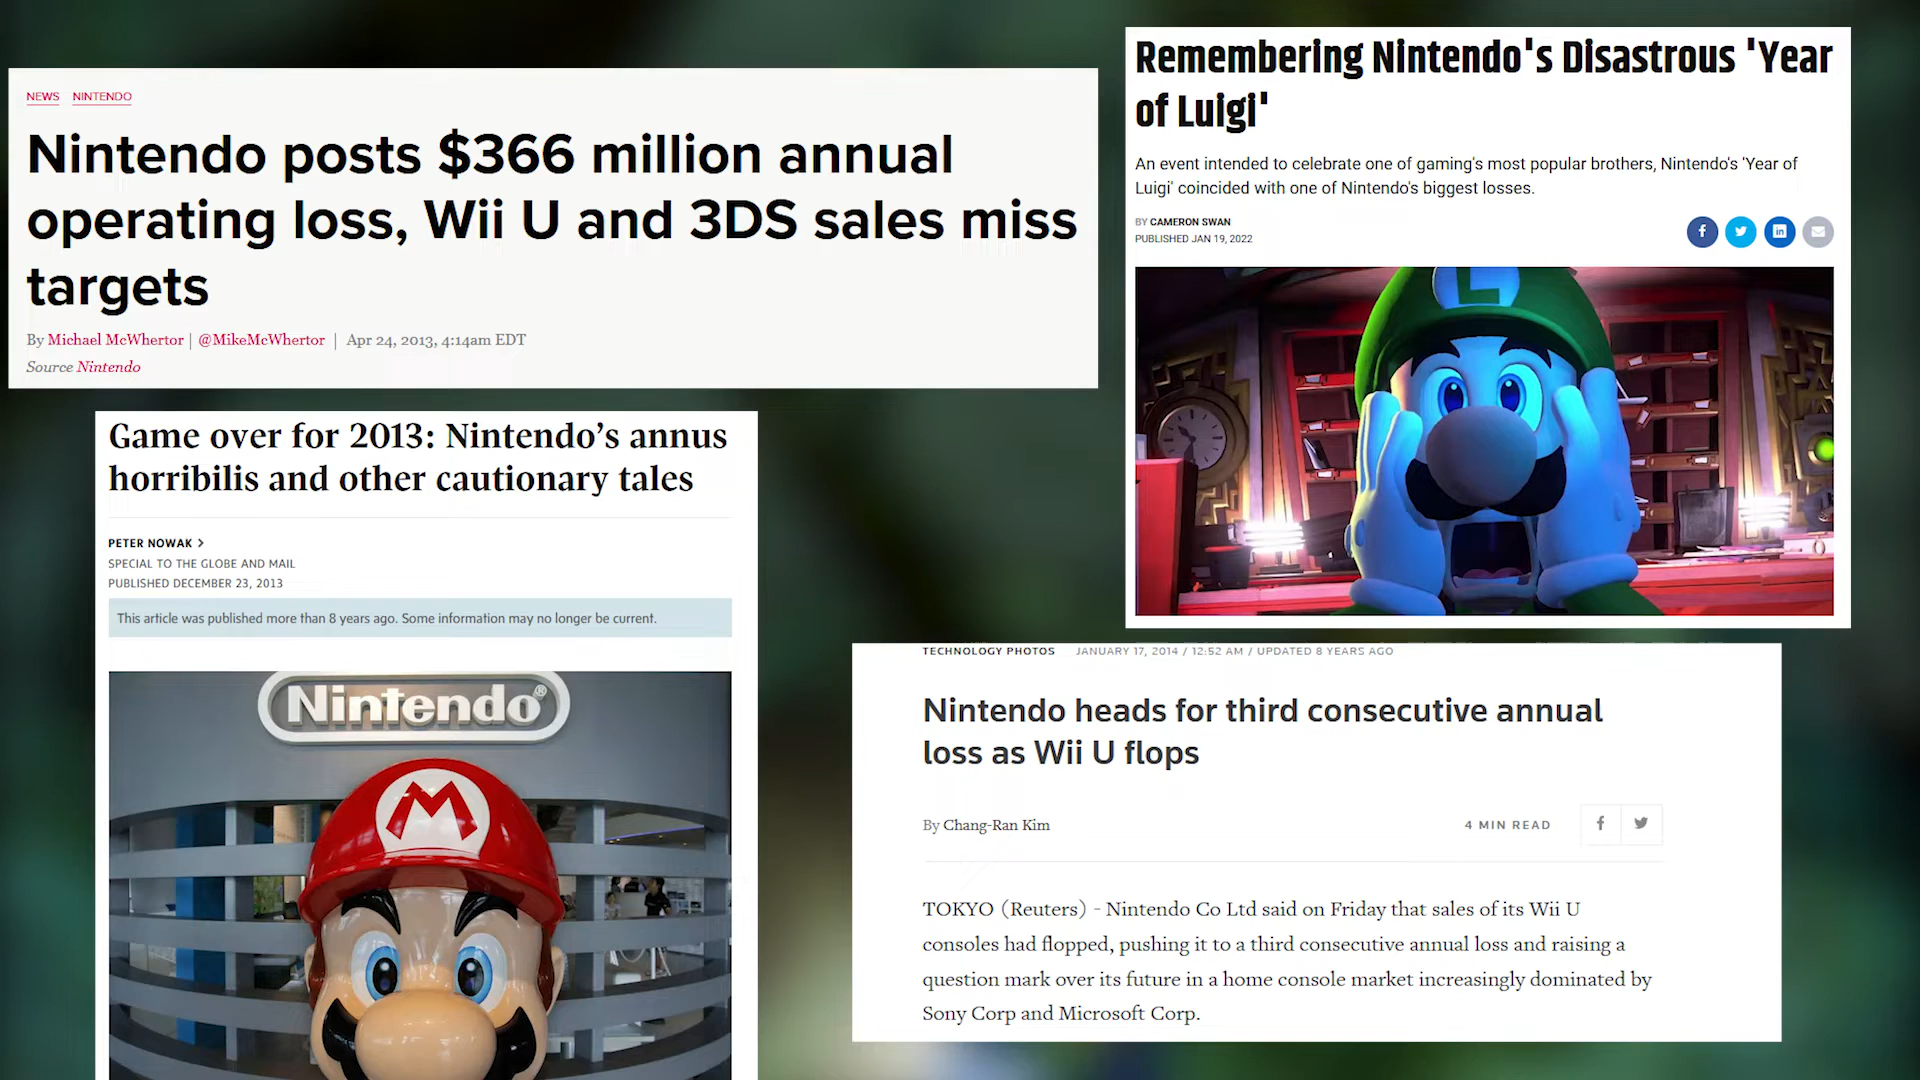 NEWS NINTENDO
Nintendo posts $366 million annual
operating loss, Wii U and 3DS sales miss
targets
By Michael McWhertor | @MikeMcWhertor | Apr 24, 2013, 4:14am EDT
Source Nintendo
Remembering Nintendo's Disastrous 'Year
of Luigi'
An event intended to celebrate one of gaming's most popular brothers, Nintendo's 'Year of
Luigi' coincided with one of Nintendo's biggest losses.
BY CAMERON SWAN
PUBLISHED JAN 19, 2022
L
Game over for 2013: Nintendo's annus
horribilis and other cautionary tales
PETER NOWAK >
SPECIAL TO THE GLOBE AND MAIL
PUBLISHED DECEMBER 23, 2013
This article was published more than 8 years ago. Some information may no longer be current.
Nintendo®
M
TECHNOLOGY PHOTOS JANUARY 17, 2014 / 12:52 AM / UPDATED 8 YEARS AGO
Nintendo heads for third consecutive annual
loss as Wii U flops
By Chang-Ran Kim
4 MIN READ
TOKYO (Reuters) - Nintendo Co Ltd said on Friday that sales of its Wii U
consoles had flopped, pushing it to a third consecutive annual loss and raising a
question mark over its future in a home console market increasingly dominated by
Sony Corp and Microsoft Corp.